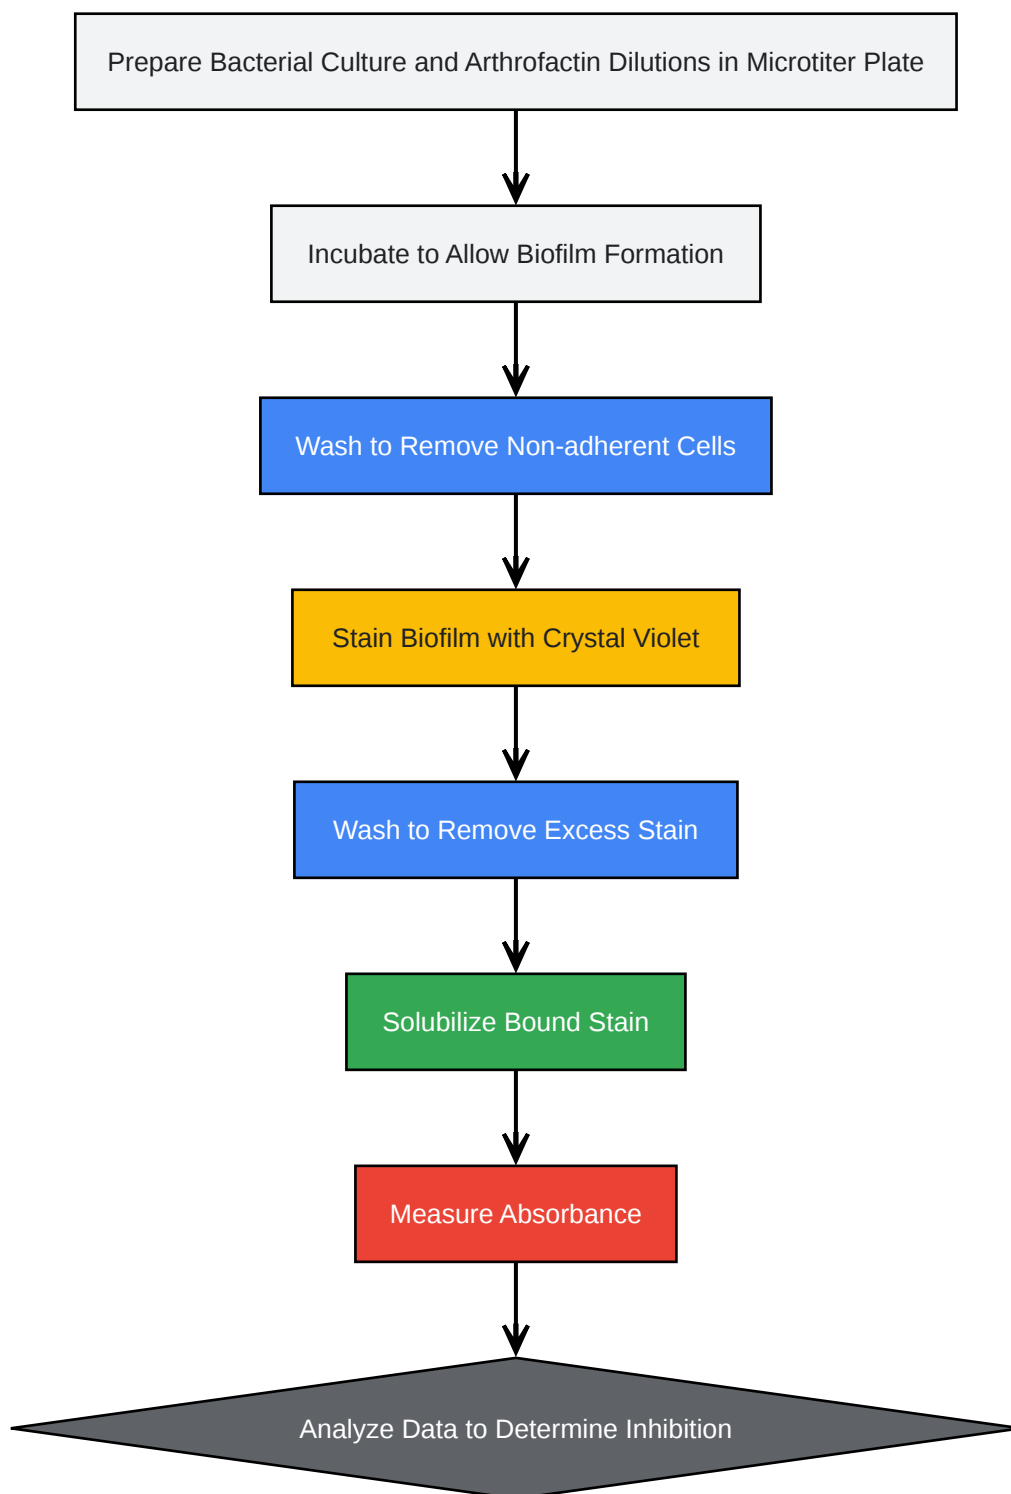 Prepare Bacterial Culture and Arthrofactin Dilutions in Microtiter Plate
Incubate to Allow Biofilm Formation
Wash to Remove Non-adherent Cells
Stain Biofilm with Crystal Violet
Wash to Remove Excess Stain
Solubilize Bound Stain
Measure Absorbance
Analyze Data to Determine Inhibition